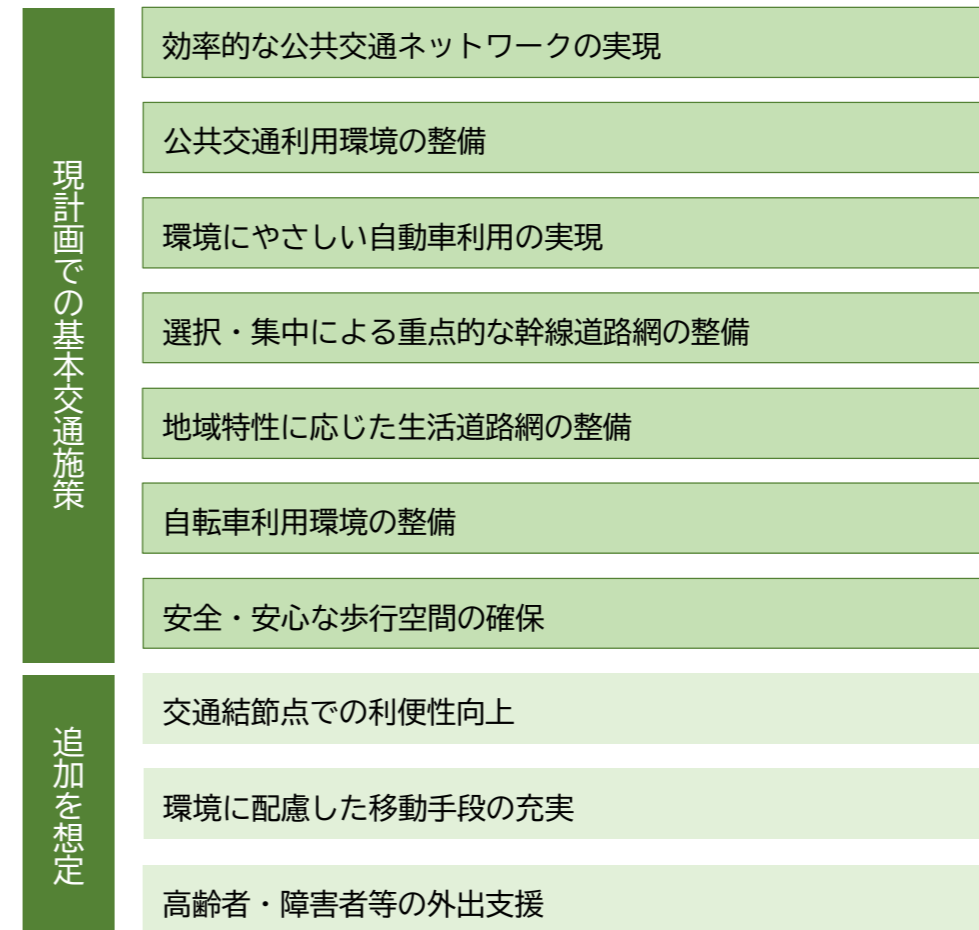 現計画での基本交通施策
効率的な公共交通ネットワークの実現
公共交通利用環境の整備
環境にやさしい自動車利用の実現
選択・集中による重点的な幹線道路網の整備
地域特性に応じた生活道路網の整備
自転車利用環境の整備
安全・安心な歩行空間の確保
追加を想定
交通結節点での利便性向上
環境に配慮した移動手段の充実
高齢者・障害者等の外出支援